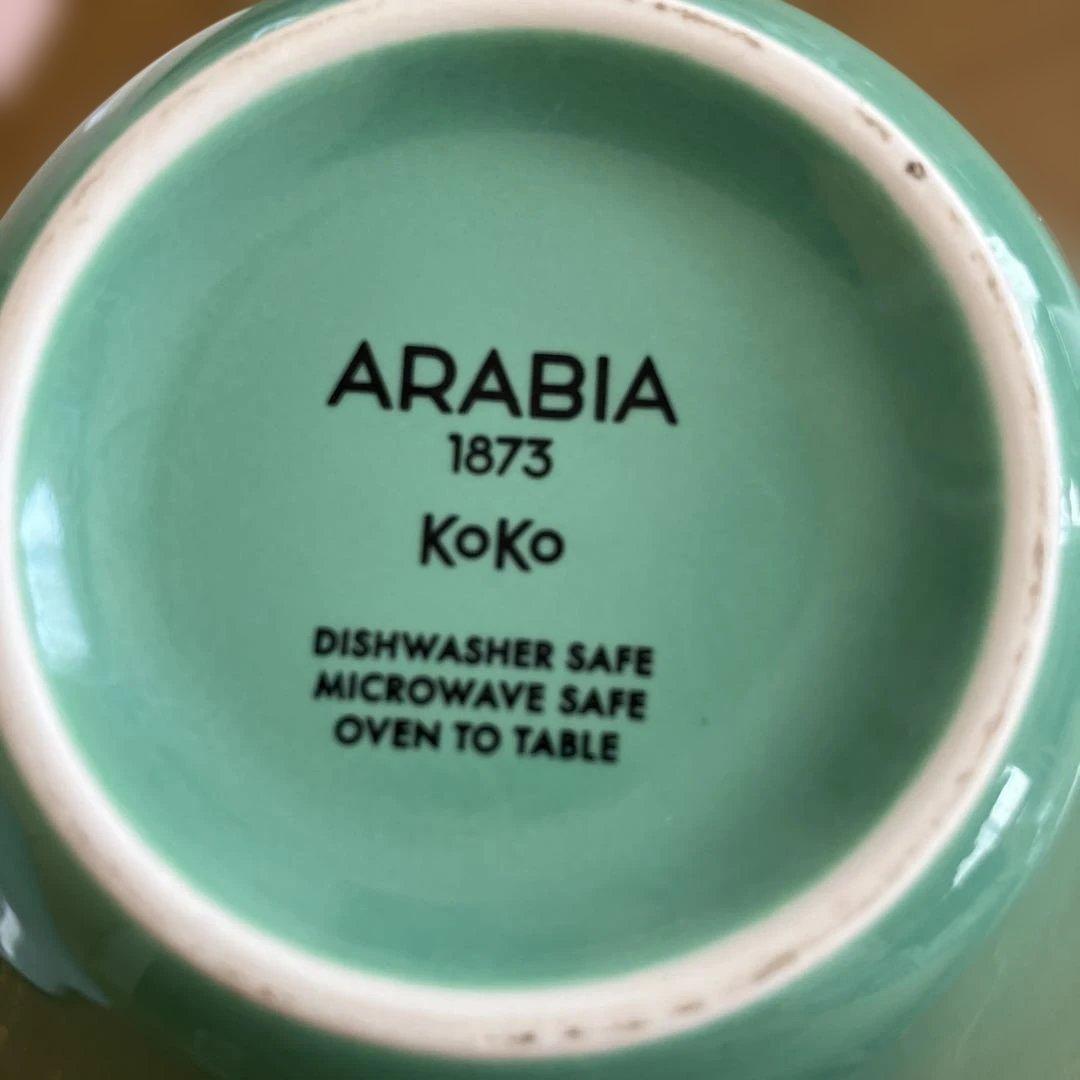 ARABIA
1873
KoKo
DISHWASHER SAFE
MICROWAVE SAFE
OVEN TO TABLE